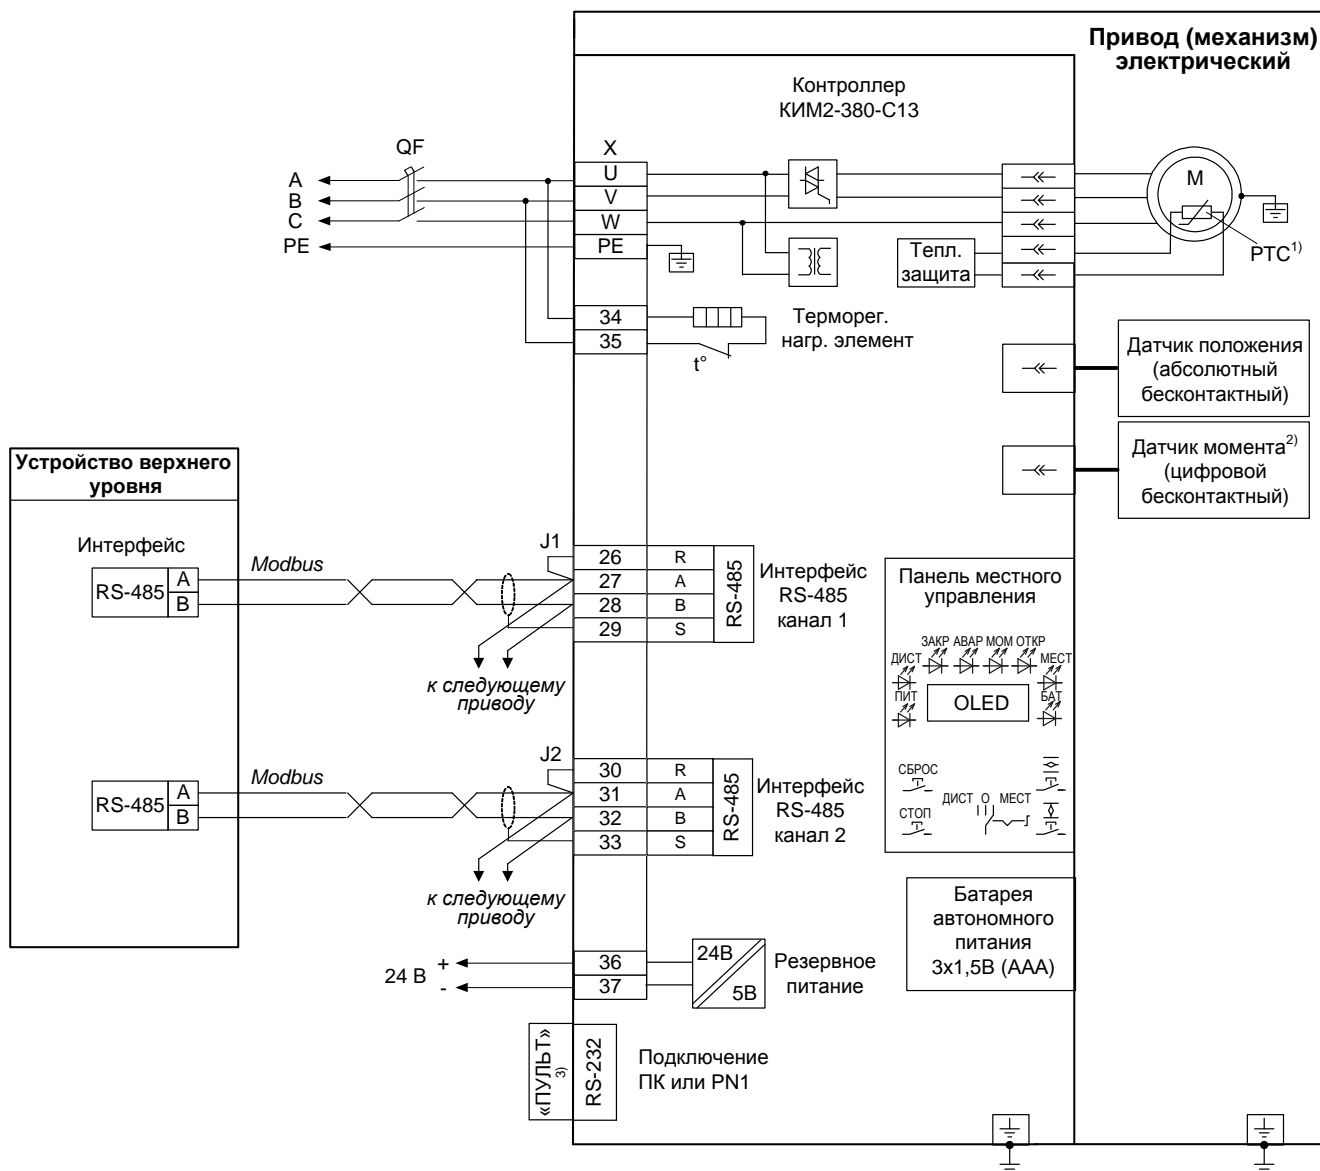 Привод (механизм)
электрический
Контроллер
КИМ2-380-С13
QF
X
A
B
C
PE
U
V
W
PE
Тепл.
защита
M
PTC1)
34
35
t°
Терморег.
нагр. элемент
Датчик положения
(абсолютный
бесконтактный)
Датчик момента2)
(цифровой
бесконтактный)
Устройство верхнего
уровня
Интерфейс
RS-485
A
B
Modbus
J1
26 R
27 A
28 B
29 S
RS-485
Интерфейс
RS-485
канал 1
к следующему
приводу
RS-485
A
B
Modbus
J2
30 R
31 A
32 B
33 S
RS-485
Интерфейс
RS-485
канал 2
к следующему
приводу
Панель местного
управления
ЗАКР АВАР МОМ ОТКР
ДИСТ МЕСТ
ПИТ OLED БАТ
СБРОС
ДИСТ О МЕСТ
СТОП
Батарея
автономного
питания
3х1,5В (ААА)
24 В
+
-
36
37
24В
5В
Резервное
питание
«ПУЛЬТ»
3)
RS-232
Подключение
ПК или PN1